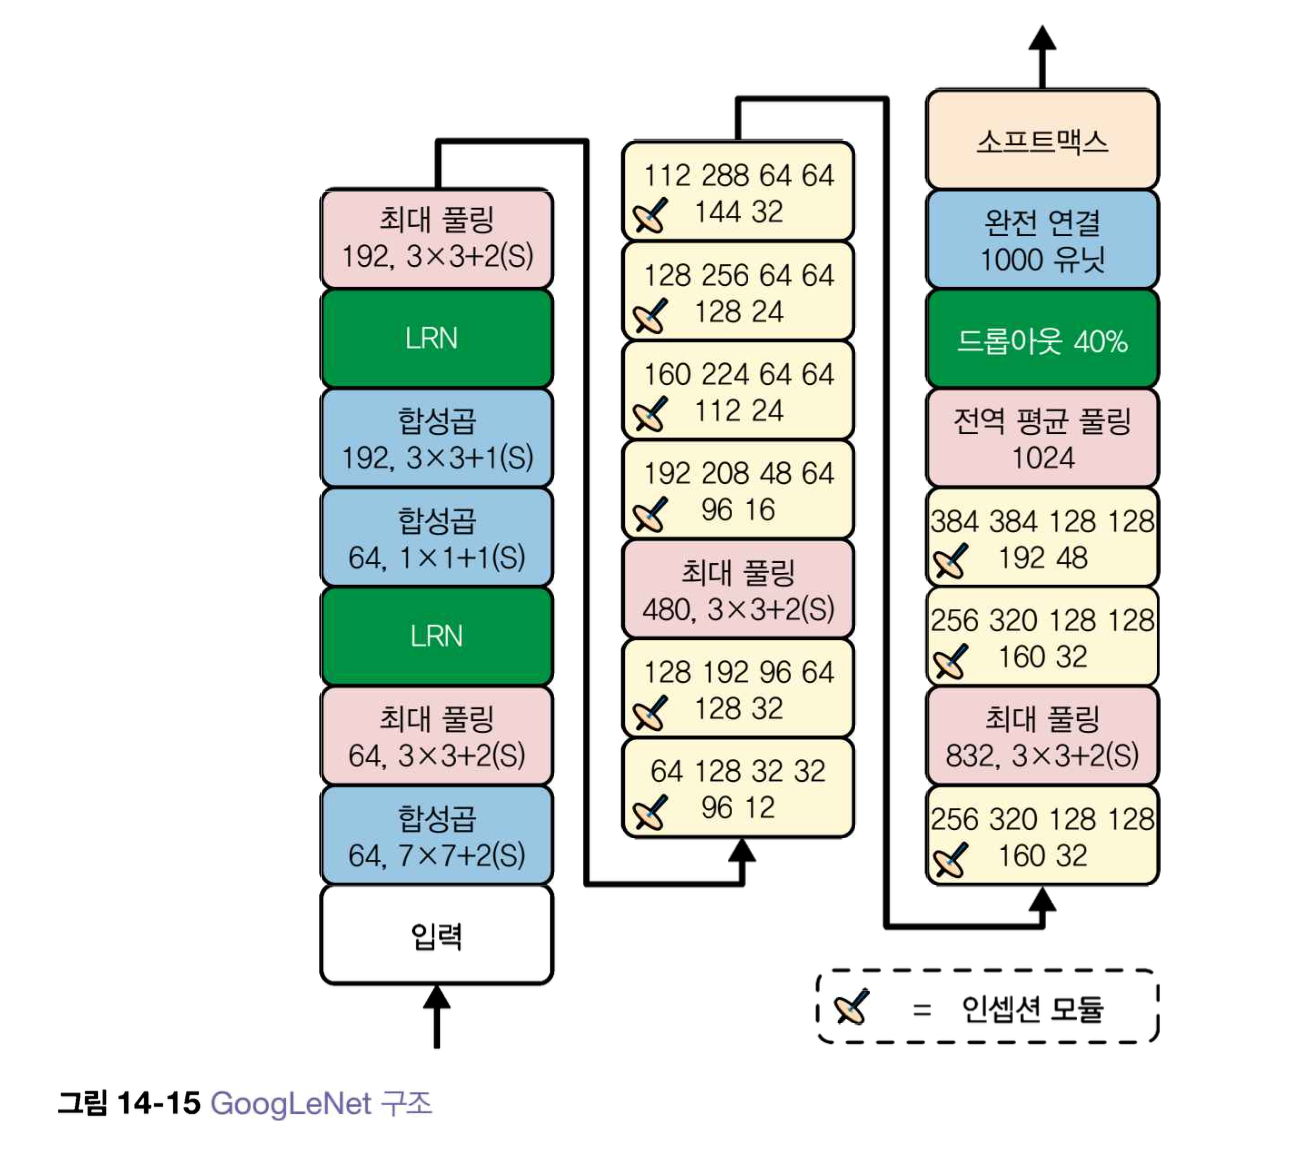 최대 풀링
192, 3×3+2(S)
LRN
합성곱
192, 3×3+1(S)
합성곱
64, 1×1+1(S)
LRN
최대 풀링
64, 3×3+2(S)
합성곱
64, 7×7+2(S)
입력
112 288 64 64
144 32
128 256 64 64
128 24
160 224 64 64
112 24
192 208 48 64
96 16
최대 풀링
480, 3×3+2(S)
128 192 96 64
128 32
64 128 32 32
96 12
소프트맥스
완전 연결
1000 유닛
드롭아웃 40%
전역 평균 풀링
1024
384 384 128 128
192 48
256 320 128 128
160 32
최대 풀링
832, 3×3+2(S)
256 320 128 128
160 32
= 인셉션 모듈
그림 14-15 GoogLeNet 구조